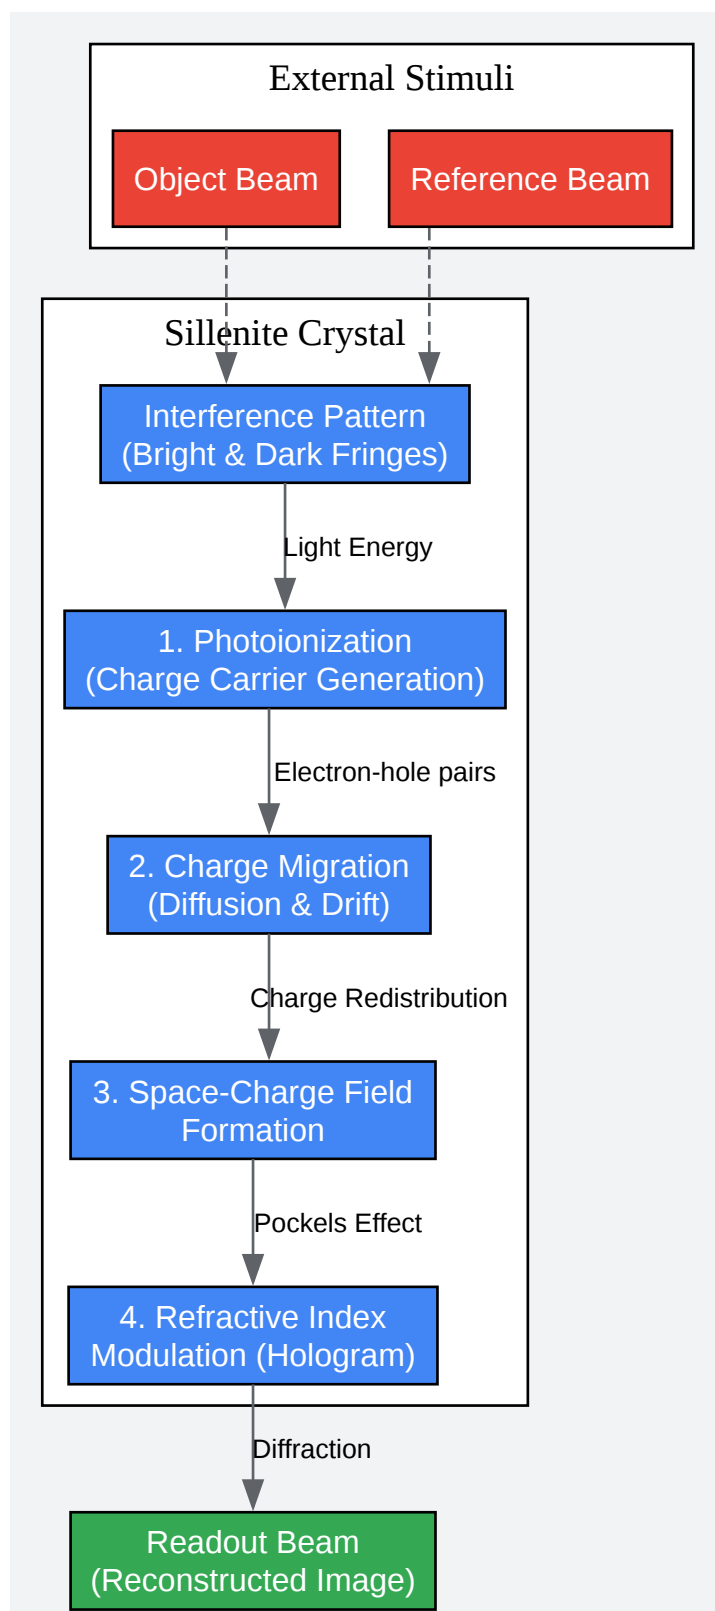 External Stimuli
Object Beam
Reference Beam
Sillenite Crystal
Interference Pattern
(Bright & Dark Fringes)
Light Energy
1. Photoionization
(Charge Carrier Generation)
Electron-hole pairs
2. Charge Migration
(Diffusion & Drift)
Charge Redistribution
3. Space-Charge Field
Formation
Pockels Effect
4. Refractive Index
Modulation (Hologram)
Diffraction
Readout Beam
(Reconstructed Image)